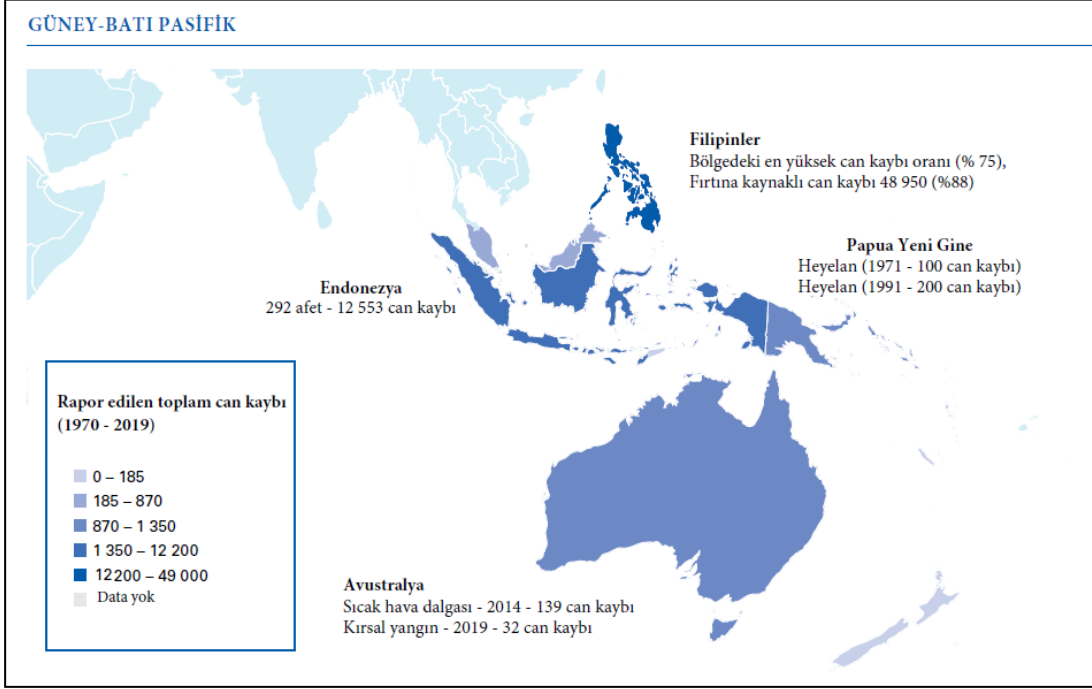 GÜNEY-BATI PASİFİK
Filipinler
Bölgedeki en yüksek can kaybı oranı (% 75),
Fırtına kaynaklı can kaybı 48 950 (%88)
Papua Yeni Gine
Heyelan (1971 - 100 can kaybı)
Heyelan (1991 - 200 can kaybı)
Endonezya
292 afet - 12 553 can kaybı
Rapor edilen toplam can kaybı
(1970 - 2019)
0 – 185
185 – 870
870 – 1 350
1 350 – 12 200
12 200 – 49 000
Data yok
Avustralya
Sıcak hava dalgası - 2014 - 139 can kaybı
Kırsal yangın - 2019 - 32 can kaybı